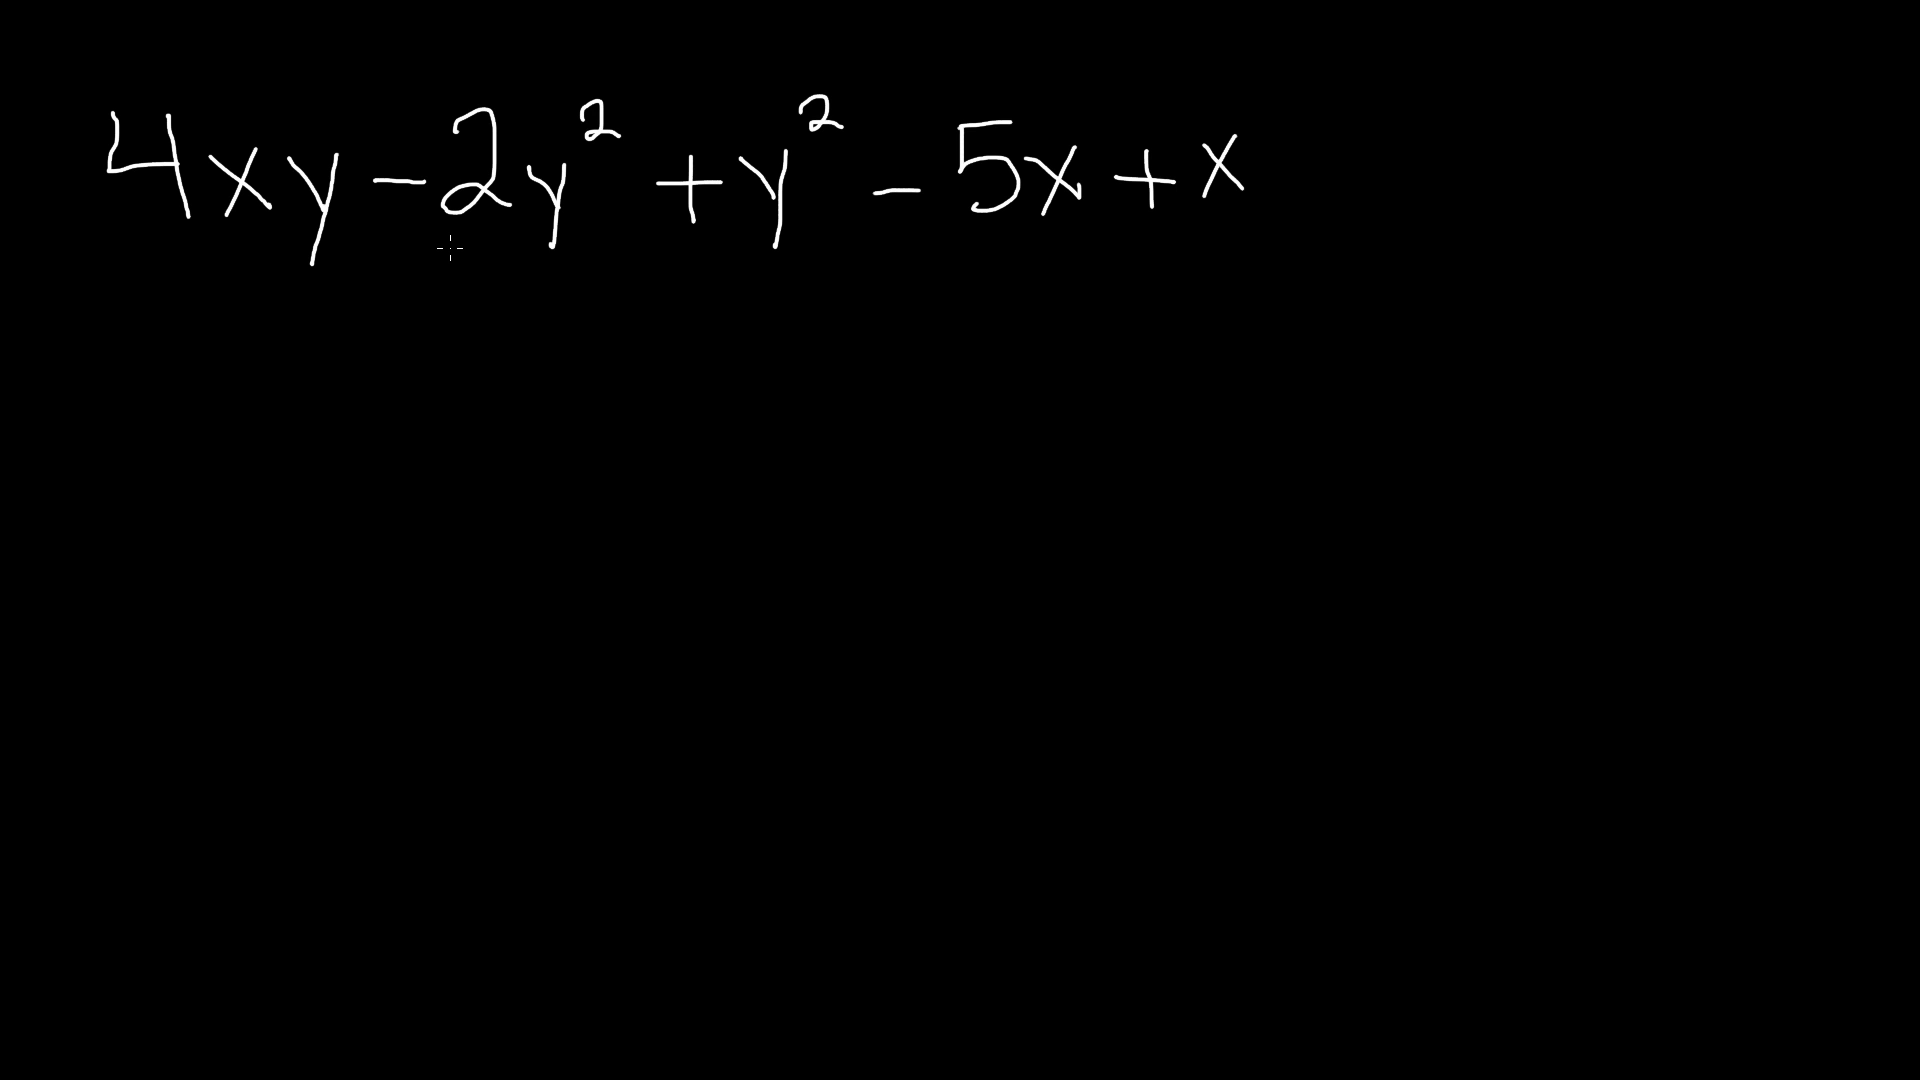 4xy - 2y² + y² - 5x + x